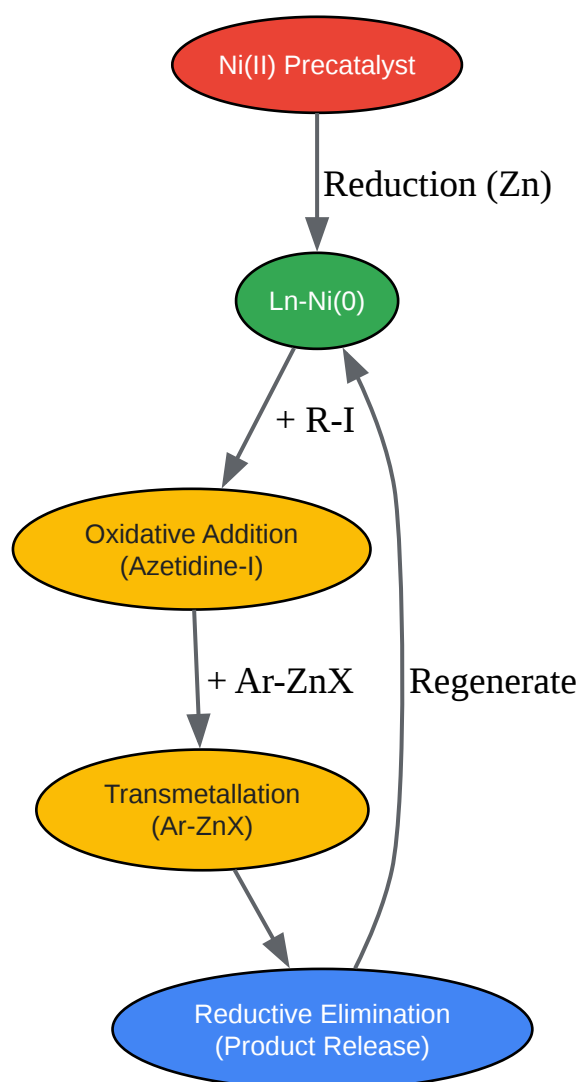 Ni(II) Precatalyst
Reduction (Zn)
Ln-Ni(0)
+ R-I
Oxidative Addition
(Azetidine-I)
+ Ar-ZnX
Regenerate
Transmetallation
(Ar-ZnX)
Reductive Elimination
(Product Release)